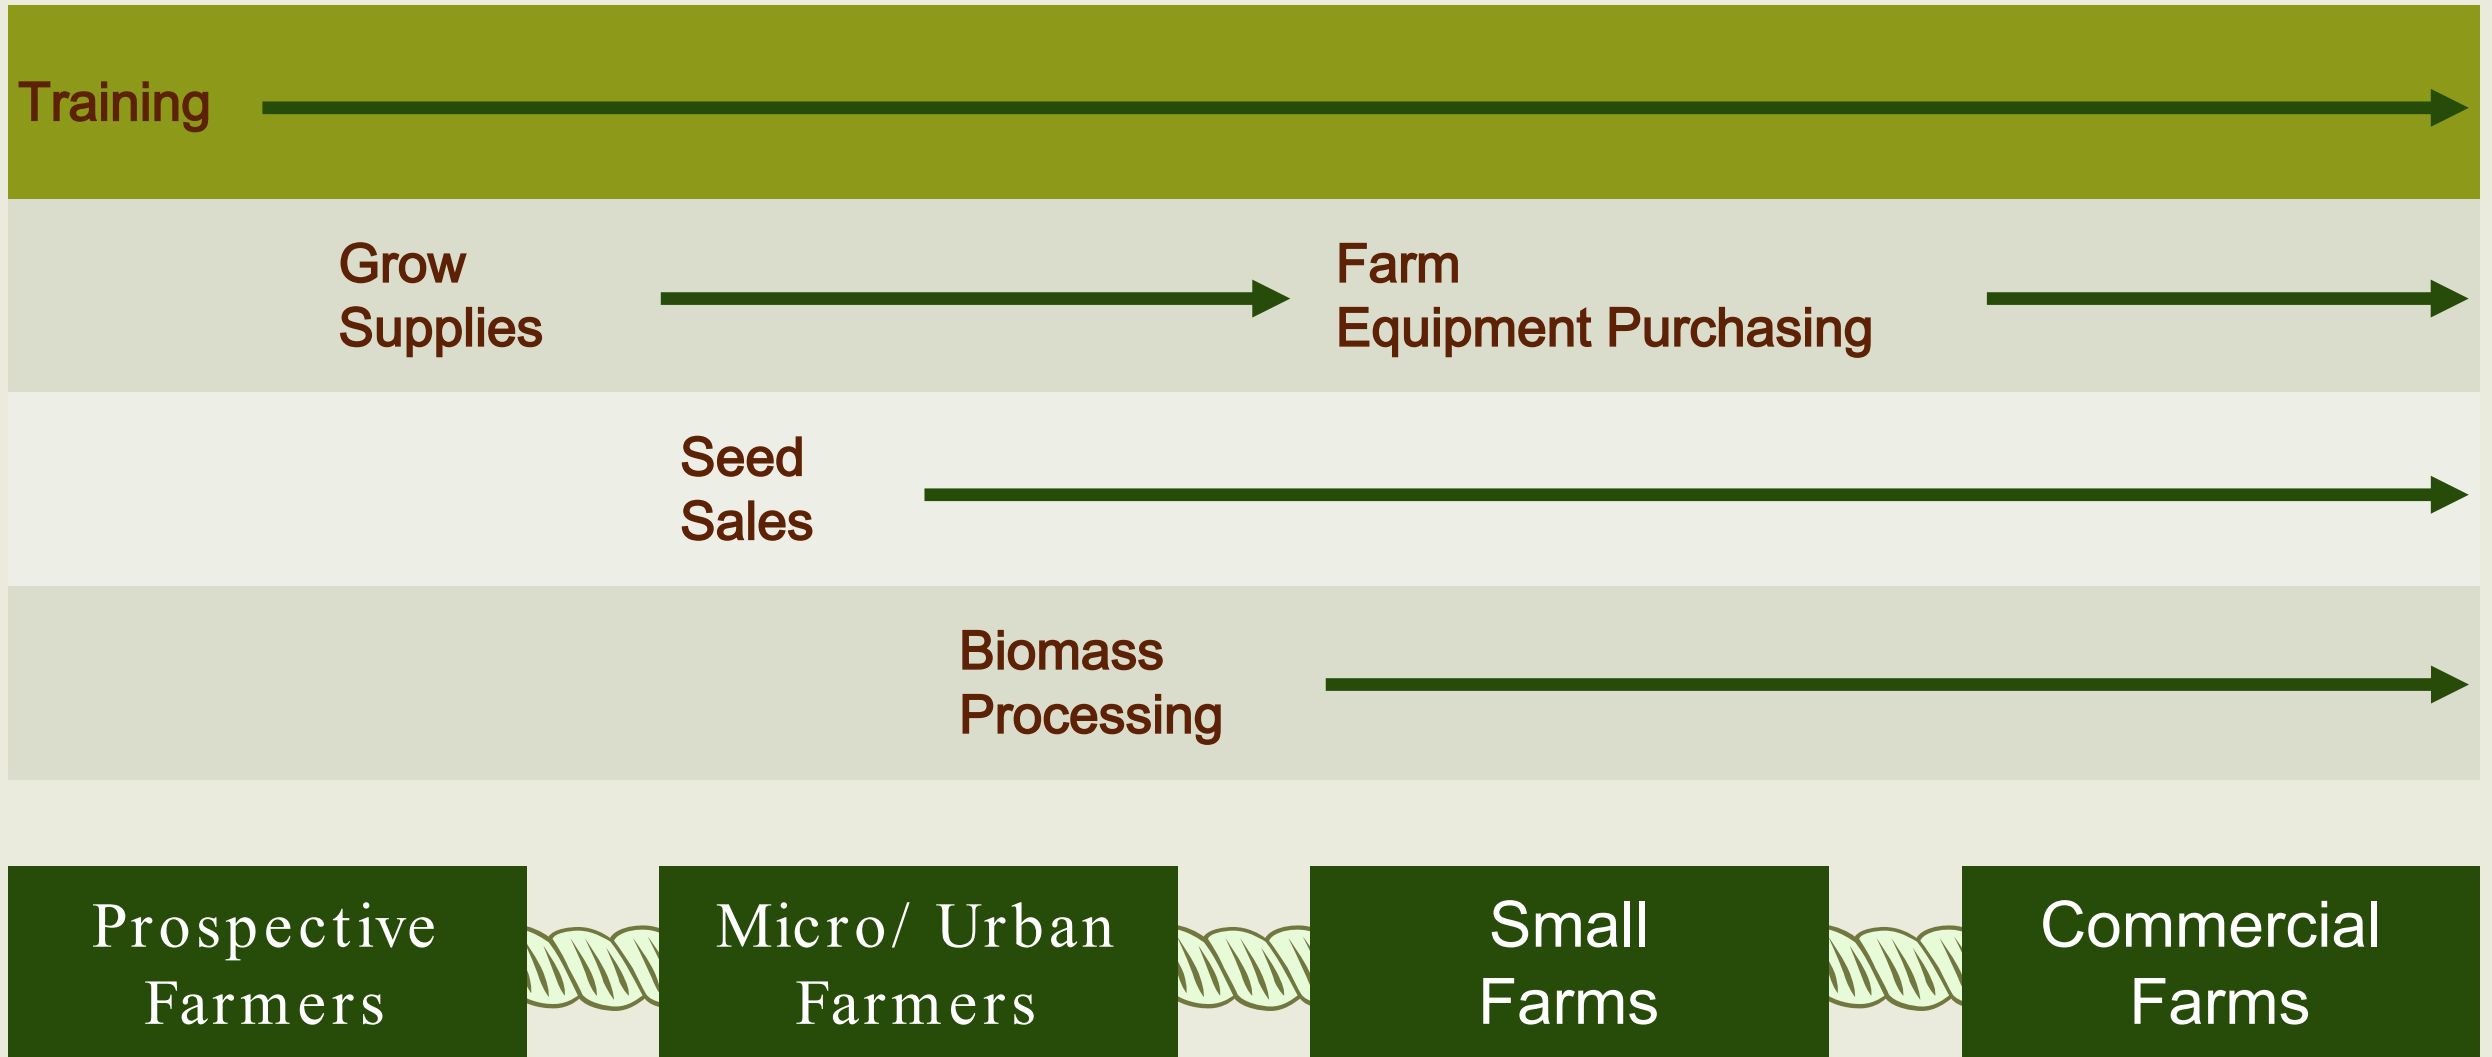 Training
Grow
Supplies
Farm
Equipment Purchasing
Seed
Sales
Biomass
Processing
Prospective
Farmers
Micro/ Urban
Farmers
Small
Farms
Commercial
Farms